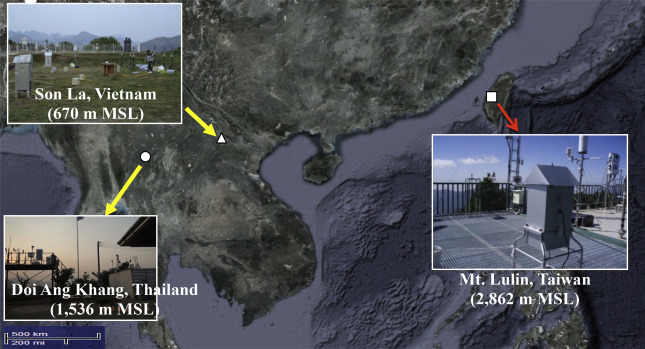 Son La, Vietnam
(670 m MSL)
Doi Ang Khang, Thailand
(1,536 m MSL)
Mt. Lulin, Taiwan
(2,862 m MSL)
500 km
200 mi